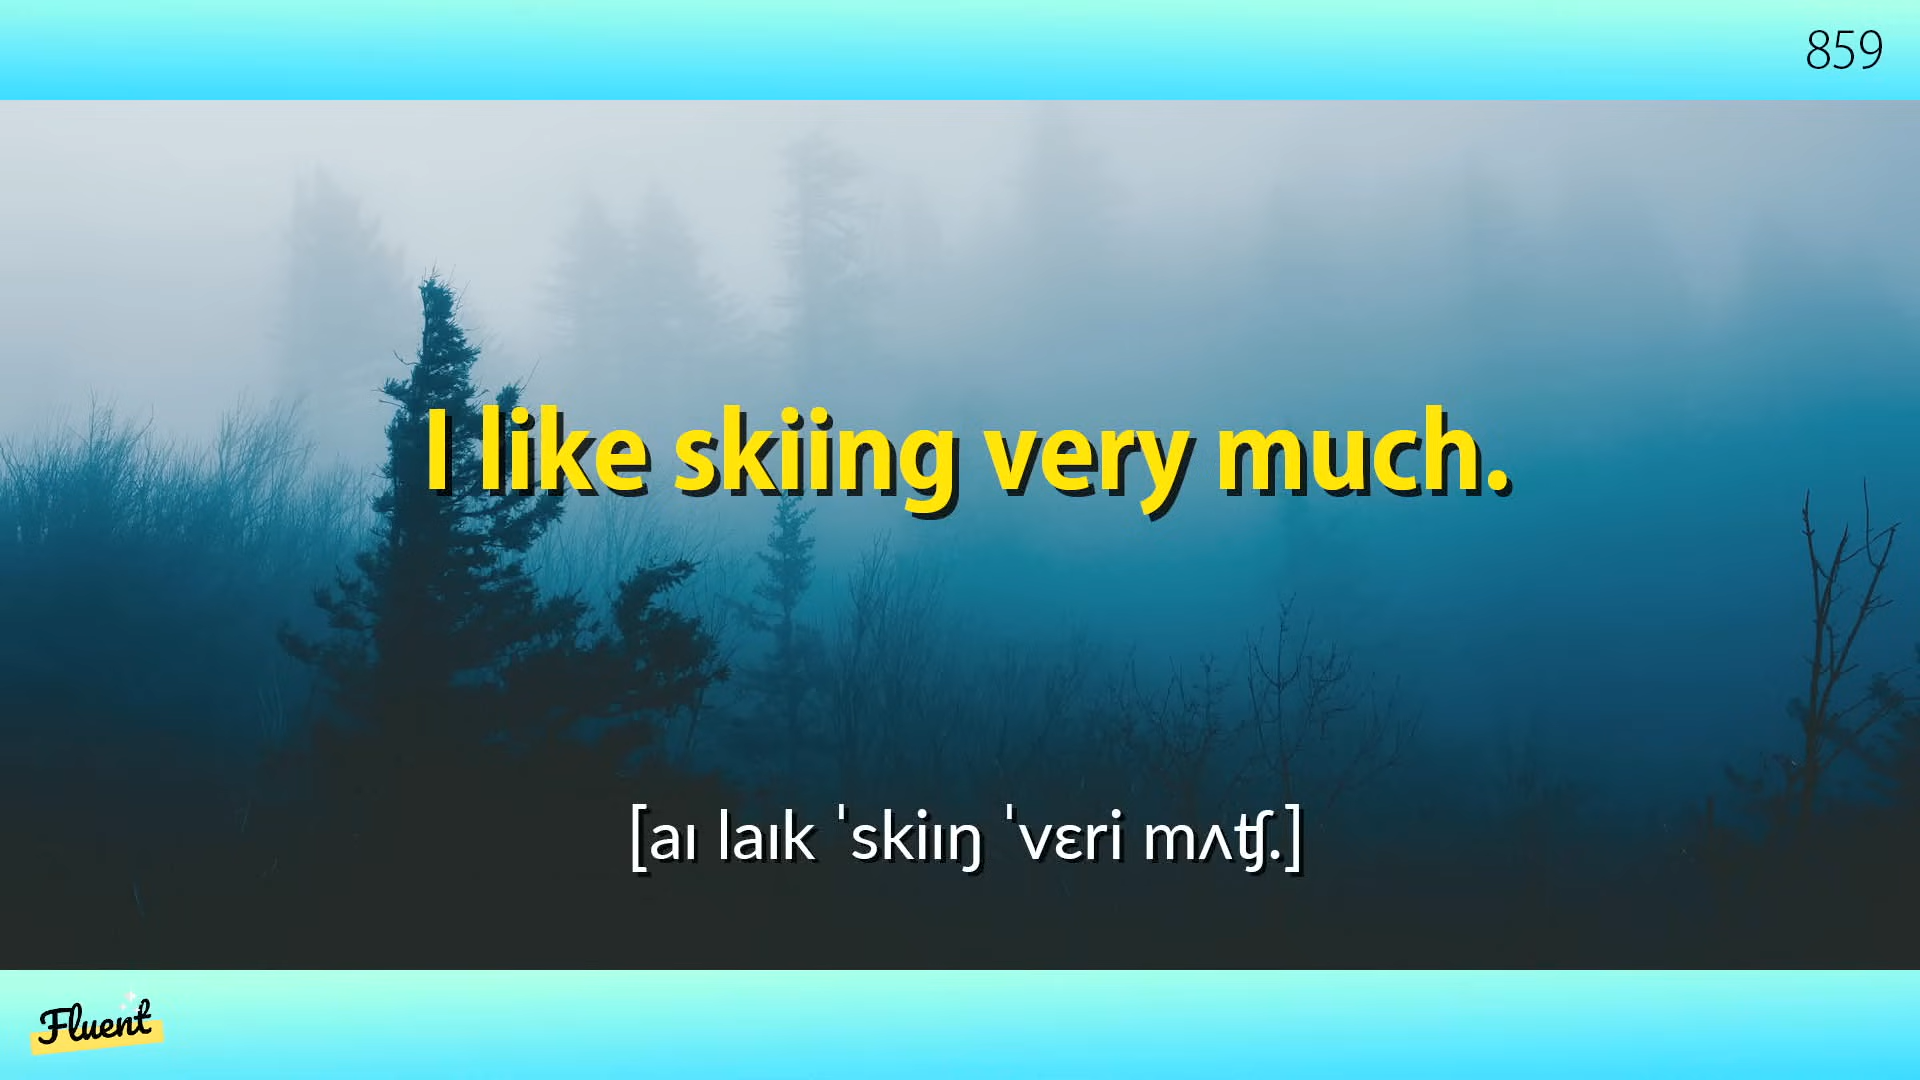 859
I like skiing very much.
[aɪ laɪk ˈskiɪŋ ˈvɛri mʌʧ.]
Fluent